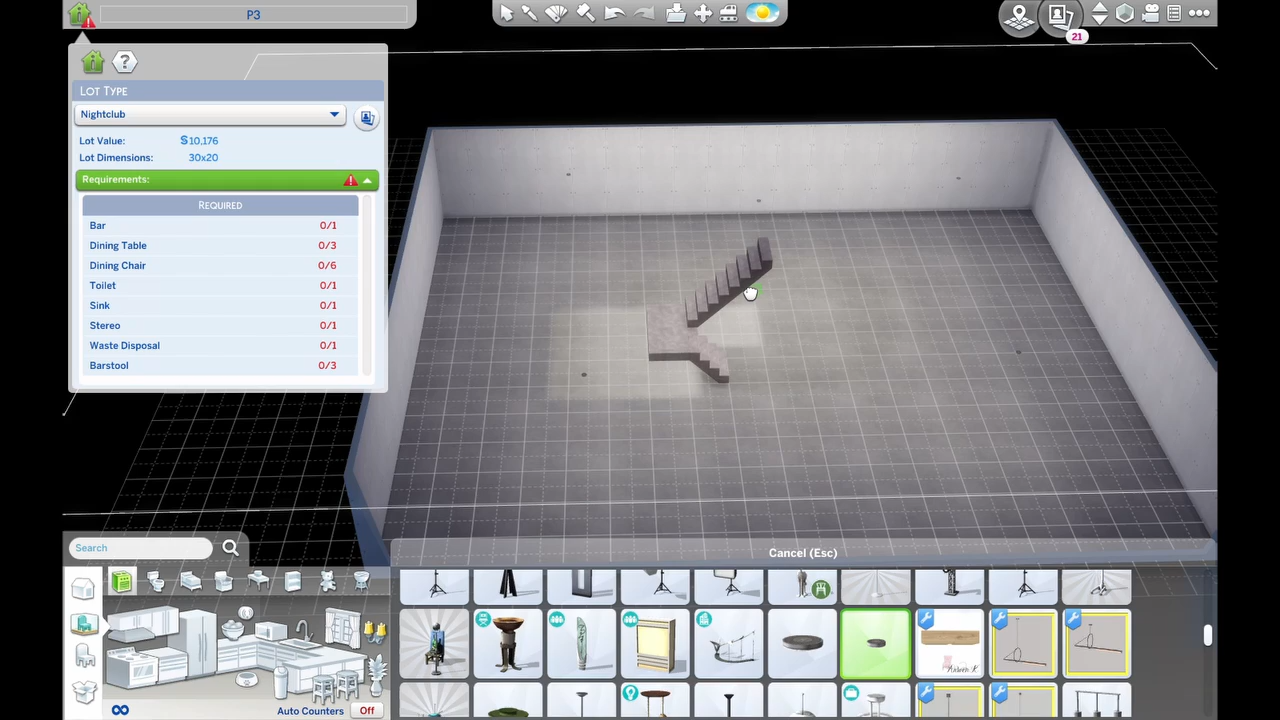 P3
21
LOT TYPE
Nightclub
Lot Value: §10,176
Lot Dimensions: 30x20
Requirements:
REQUIRED
Bar 0/1
Dining Table 0/3
Dining Chair 0/6
Toilet 0/1
Sink 0/1
Stereo 0/1
Waste Disposal 0/1
Barstool 0/3
Search
Cancel (Esc)
Auto Counters Off